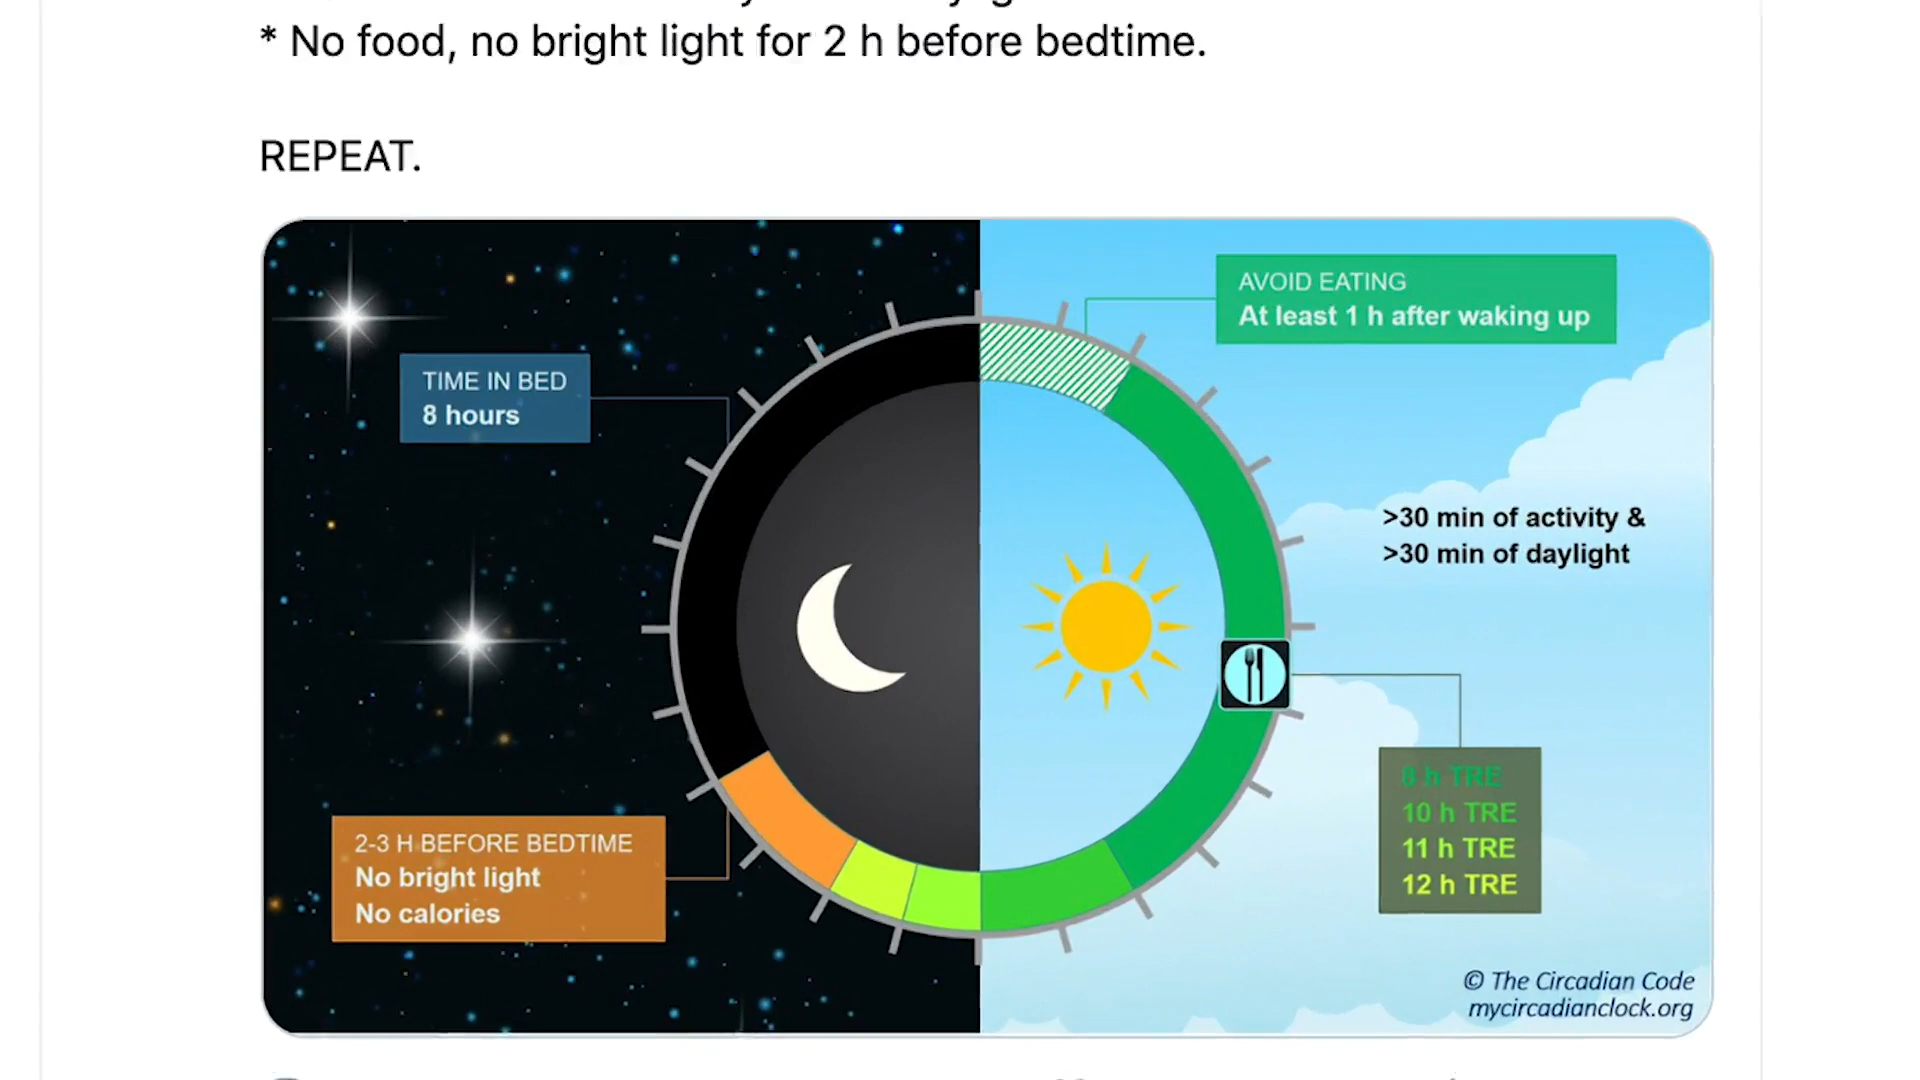 * No food, no bright light for 2 h before bedtime.
REPEAT.
AVOID EATING
At least 1 h after waking up
TIME IN BED
8 hours
>30 min of activity &
>30 min of daylight
8 h TRE
10 h TRE
11 h TRE
12 h TRE
2-3 H BEFORE BEDTIME
No bright light
No calories
© The Circadian Code
mycircadianclock.org